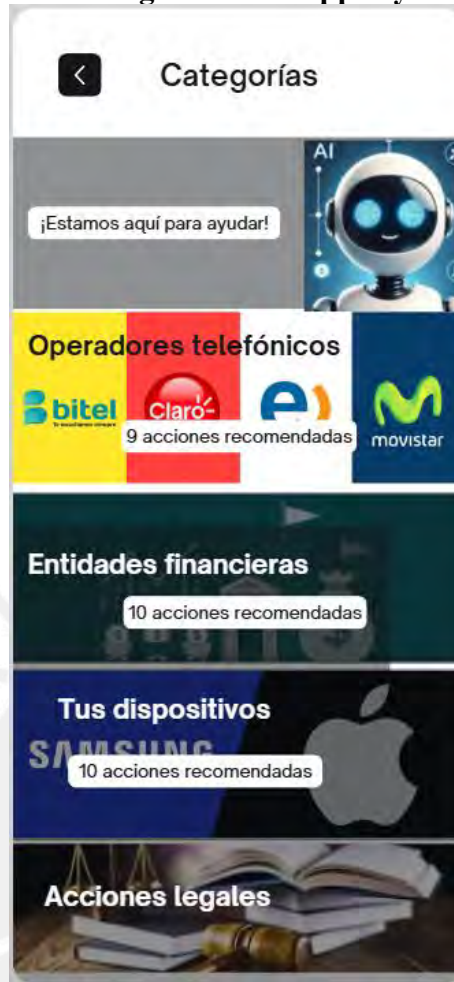 Categorías
AI
¡Estamos aquí para ayudar!
Operadores telefónicos
bitel
Claro
movistar
9 acciones recomendadas
Entidades financieras
10 acciones recomendadas
Tus dispositivos
SAMSUNG
10 acciones recomendadas
Acciones legales